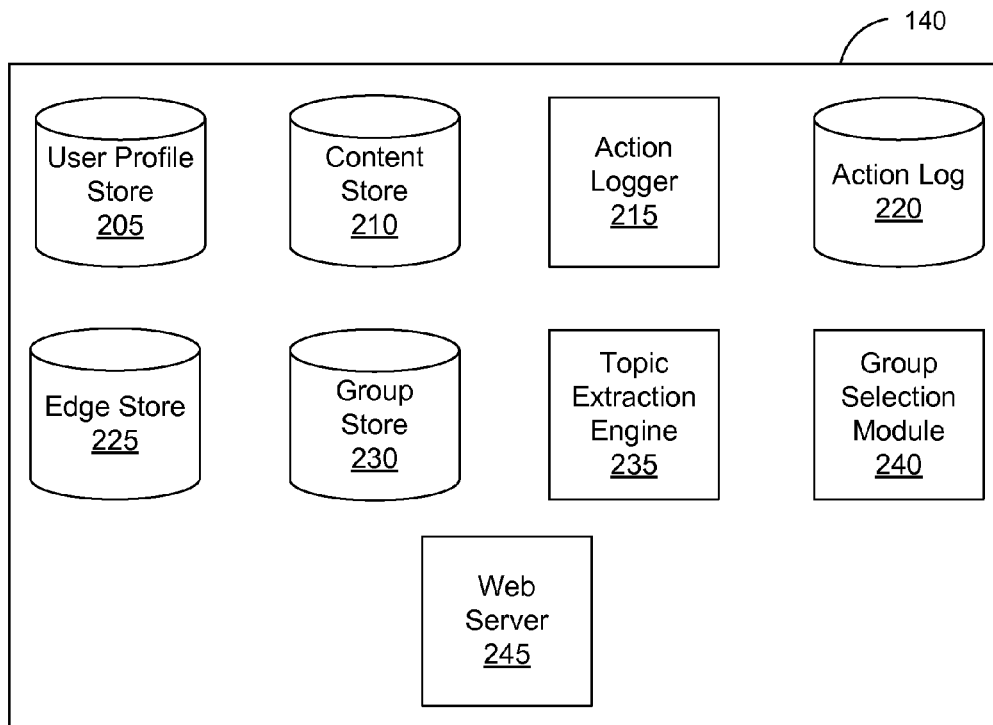 140
User Profile
Store
205
Content
Store
210
Action
Logger
215
Action Log
220
Edge Store
225
Group
Store
230
Topic
Extraction
Engine
235
Group
Selection
Module
240
Web
Server
245